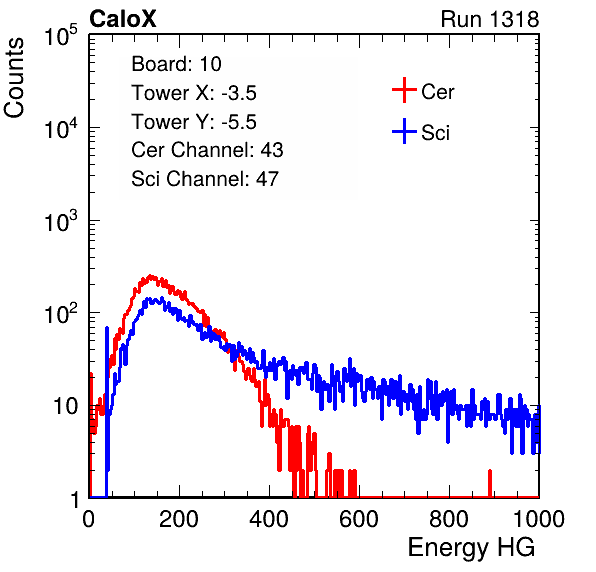 CaloX Run 1318
Counts
Board: 10
Tower X: -3.5
Tower Y: -5.5
Cer Channel: 43
Sci Channel: 47
Cer
Sci
10^5
10^4
10^3
10^2
10
1
0 200 400 600 800 1000
Energy HG